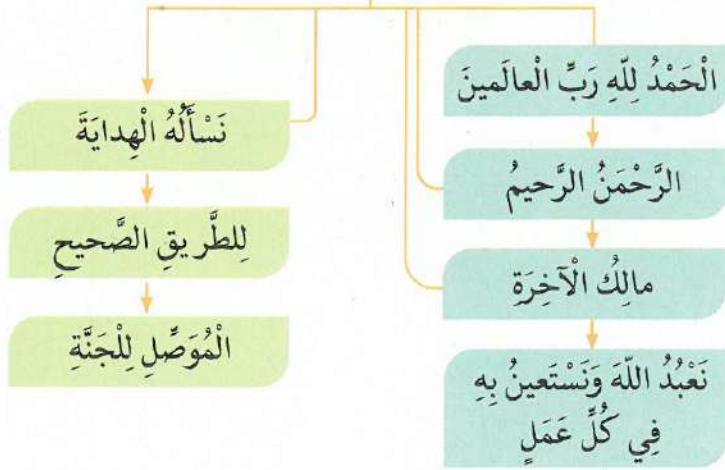 الْحَمْدُ لِلّٰهِ رَبِّ الْعالَمينَ
الرَّحْمَنُ الرَّحيمُ
مالِكُ الْآخِرَةِ
نَعْبُدُ اللّٰهَ وَنَسْتَعينُ بِهِ
فِي كُلِّ عَمَلٍ
نَسْأَلُهُ الْهِدايَةَ
لِلطَّريقِ الصَّحيحِ
الْمُوَصِّلِ لِلْجَنَّةِ